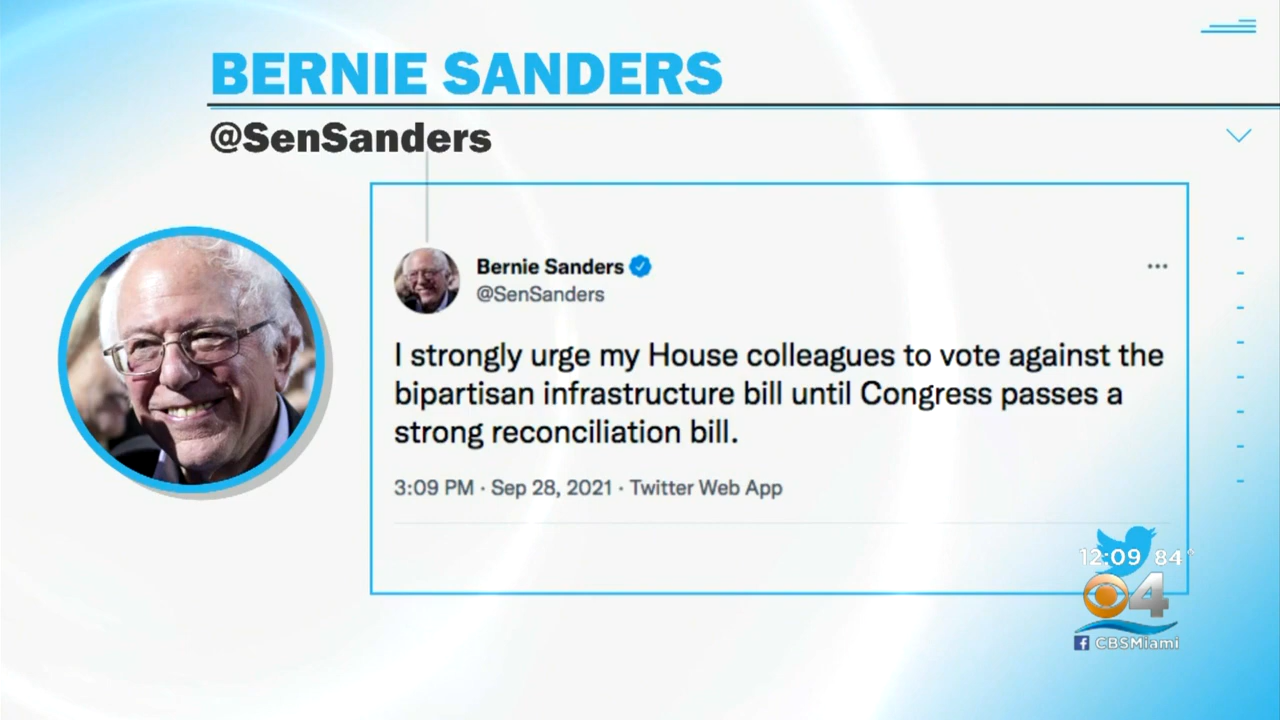 BERNIE SANDERS
@SenSanders
Bernie Sanders
@SenSanders
...
I strongly urge my House colleagues to vote against the
bipartisan infrastructure bill until Congress passes a
strong reconciliation bill.
3:09 PM · Sep 28, 2021 · Twitter Web App
12:09 84°
4
f CBSMiami